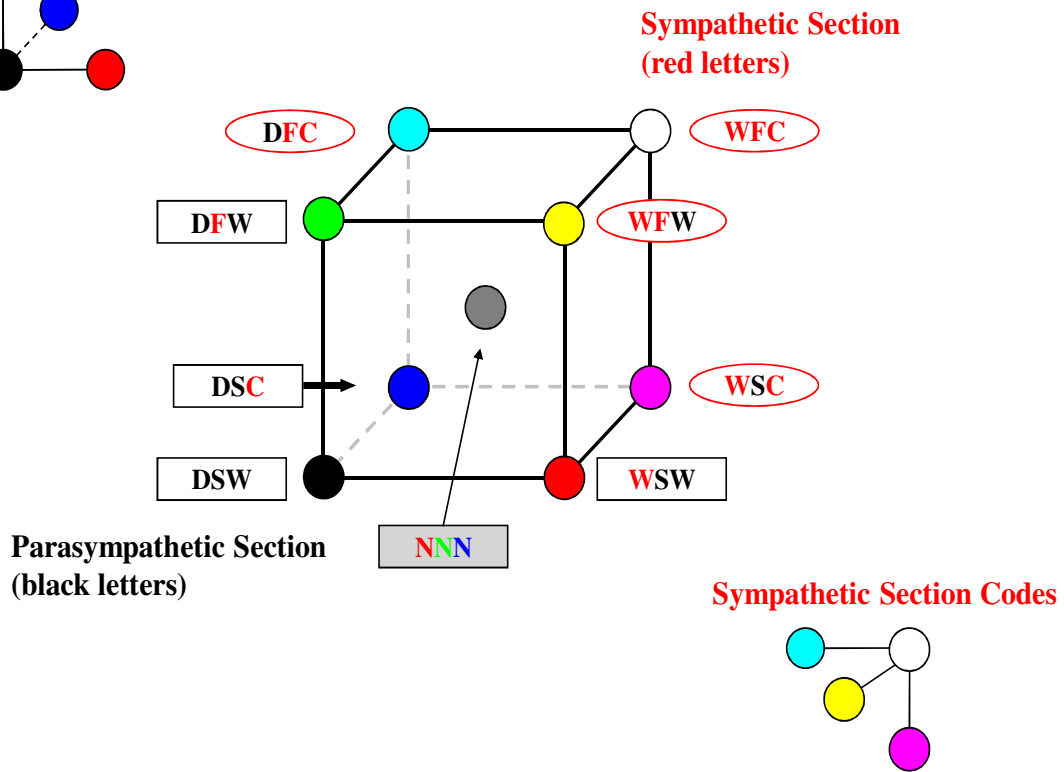 Sympathetic Section
(red letters)
DFC
WFC
DFW
WFW
DSC
WSC
DSW
WSW
NNN
Parasympathetic Section
(black letters)
Sympathetic Section Codes